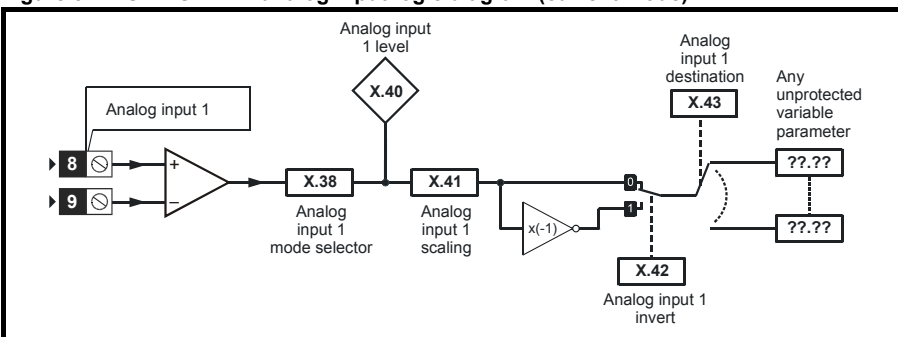 Analog input
1 level
X.40
Analog
input 1
destination
X.43
Any
unprotected
variable
parameter
??.??
??.??
Analog input 1
8
9
+
−
X.38
Analog
input 1
mode selector
X.41
Analog
input 1
scaling
x(-1)
0
1
X.42
Analog input 1
invert